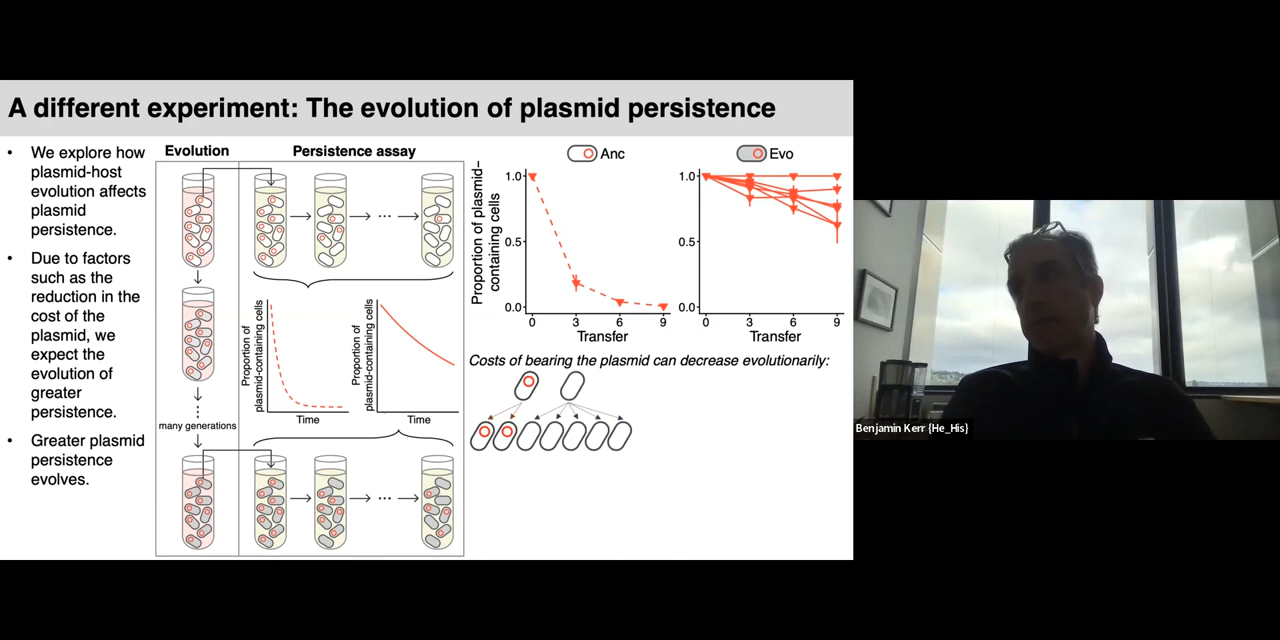 A different experiment: The evolution of plasmid persistence
• We explore how
plasmid-host
evolution affects
plasmid
persistence.
• Due to factors
such as the
reduction in the
cost of the
plasmid, we
expect the
evolution of
greater
persistence.
• Greater plasmid
persistence
evolves.
Evolution
Persistence assay
...
many generations
Proportion of
plasmid-containing cells
Time
Proportion of
plasmid-containing cells
Time
...
Anc
Proportion of plasmid-
containing cells
1.0
0.5
0.0
0 3 6 9
Transfer
Evo
1.0
0.5
0.0
0 3 6 9
Transfer
Costs of bearing the plasmid can decrease evolutionarily:
Benjamin Kerr {He_His}